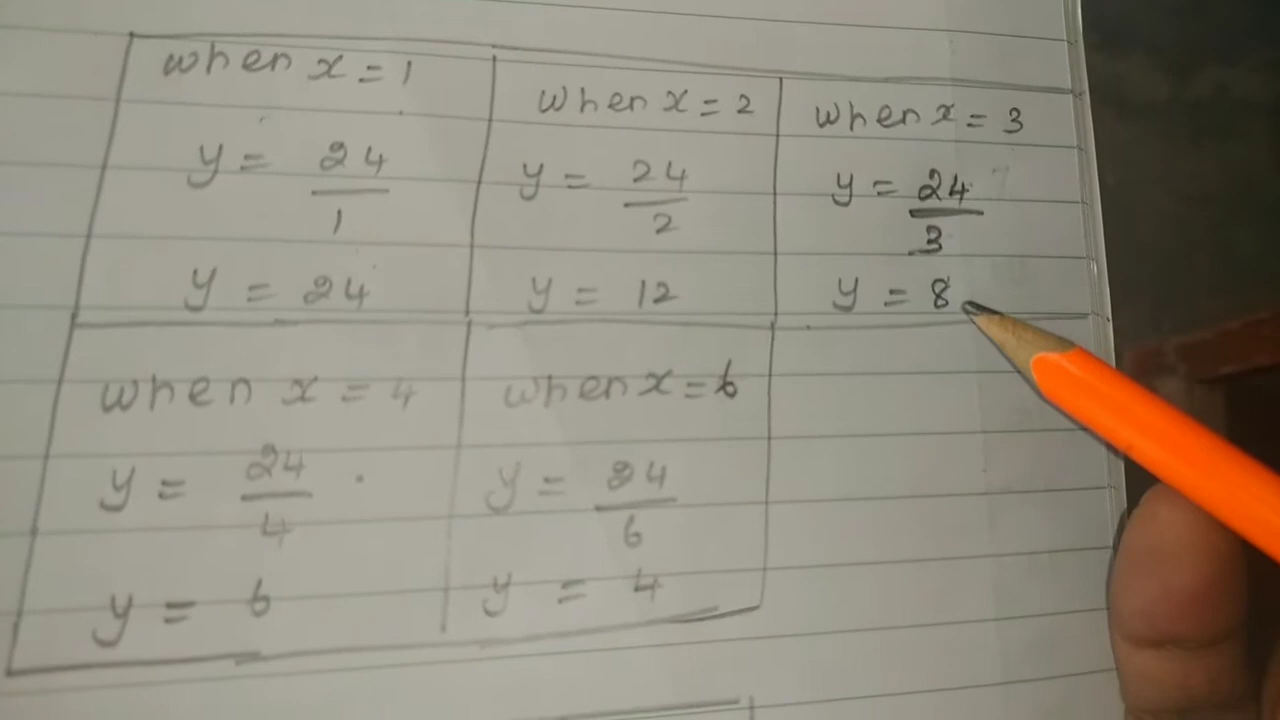 when x = 1
y = 24/1
y = 24
when x = 2
y = 24/2
y = 12
when x = 3
y = 24/3
y = 8
when x = 4
y = 24/4
y = 6
when x = 6
y = 24/6
y = 4